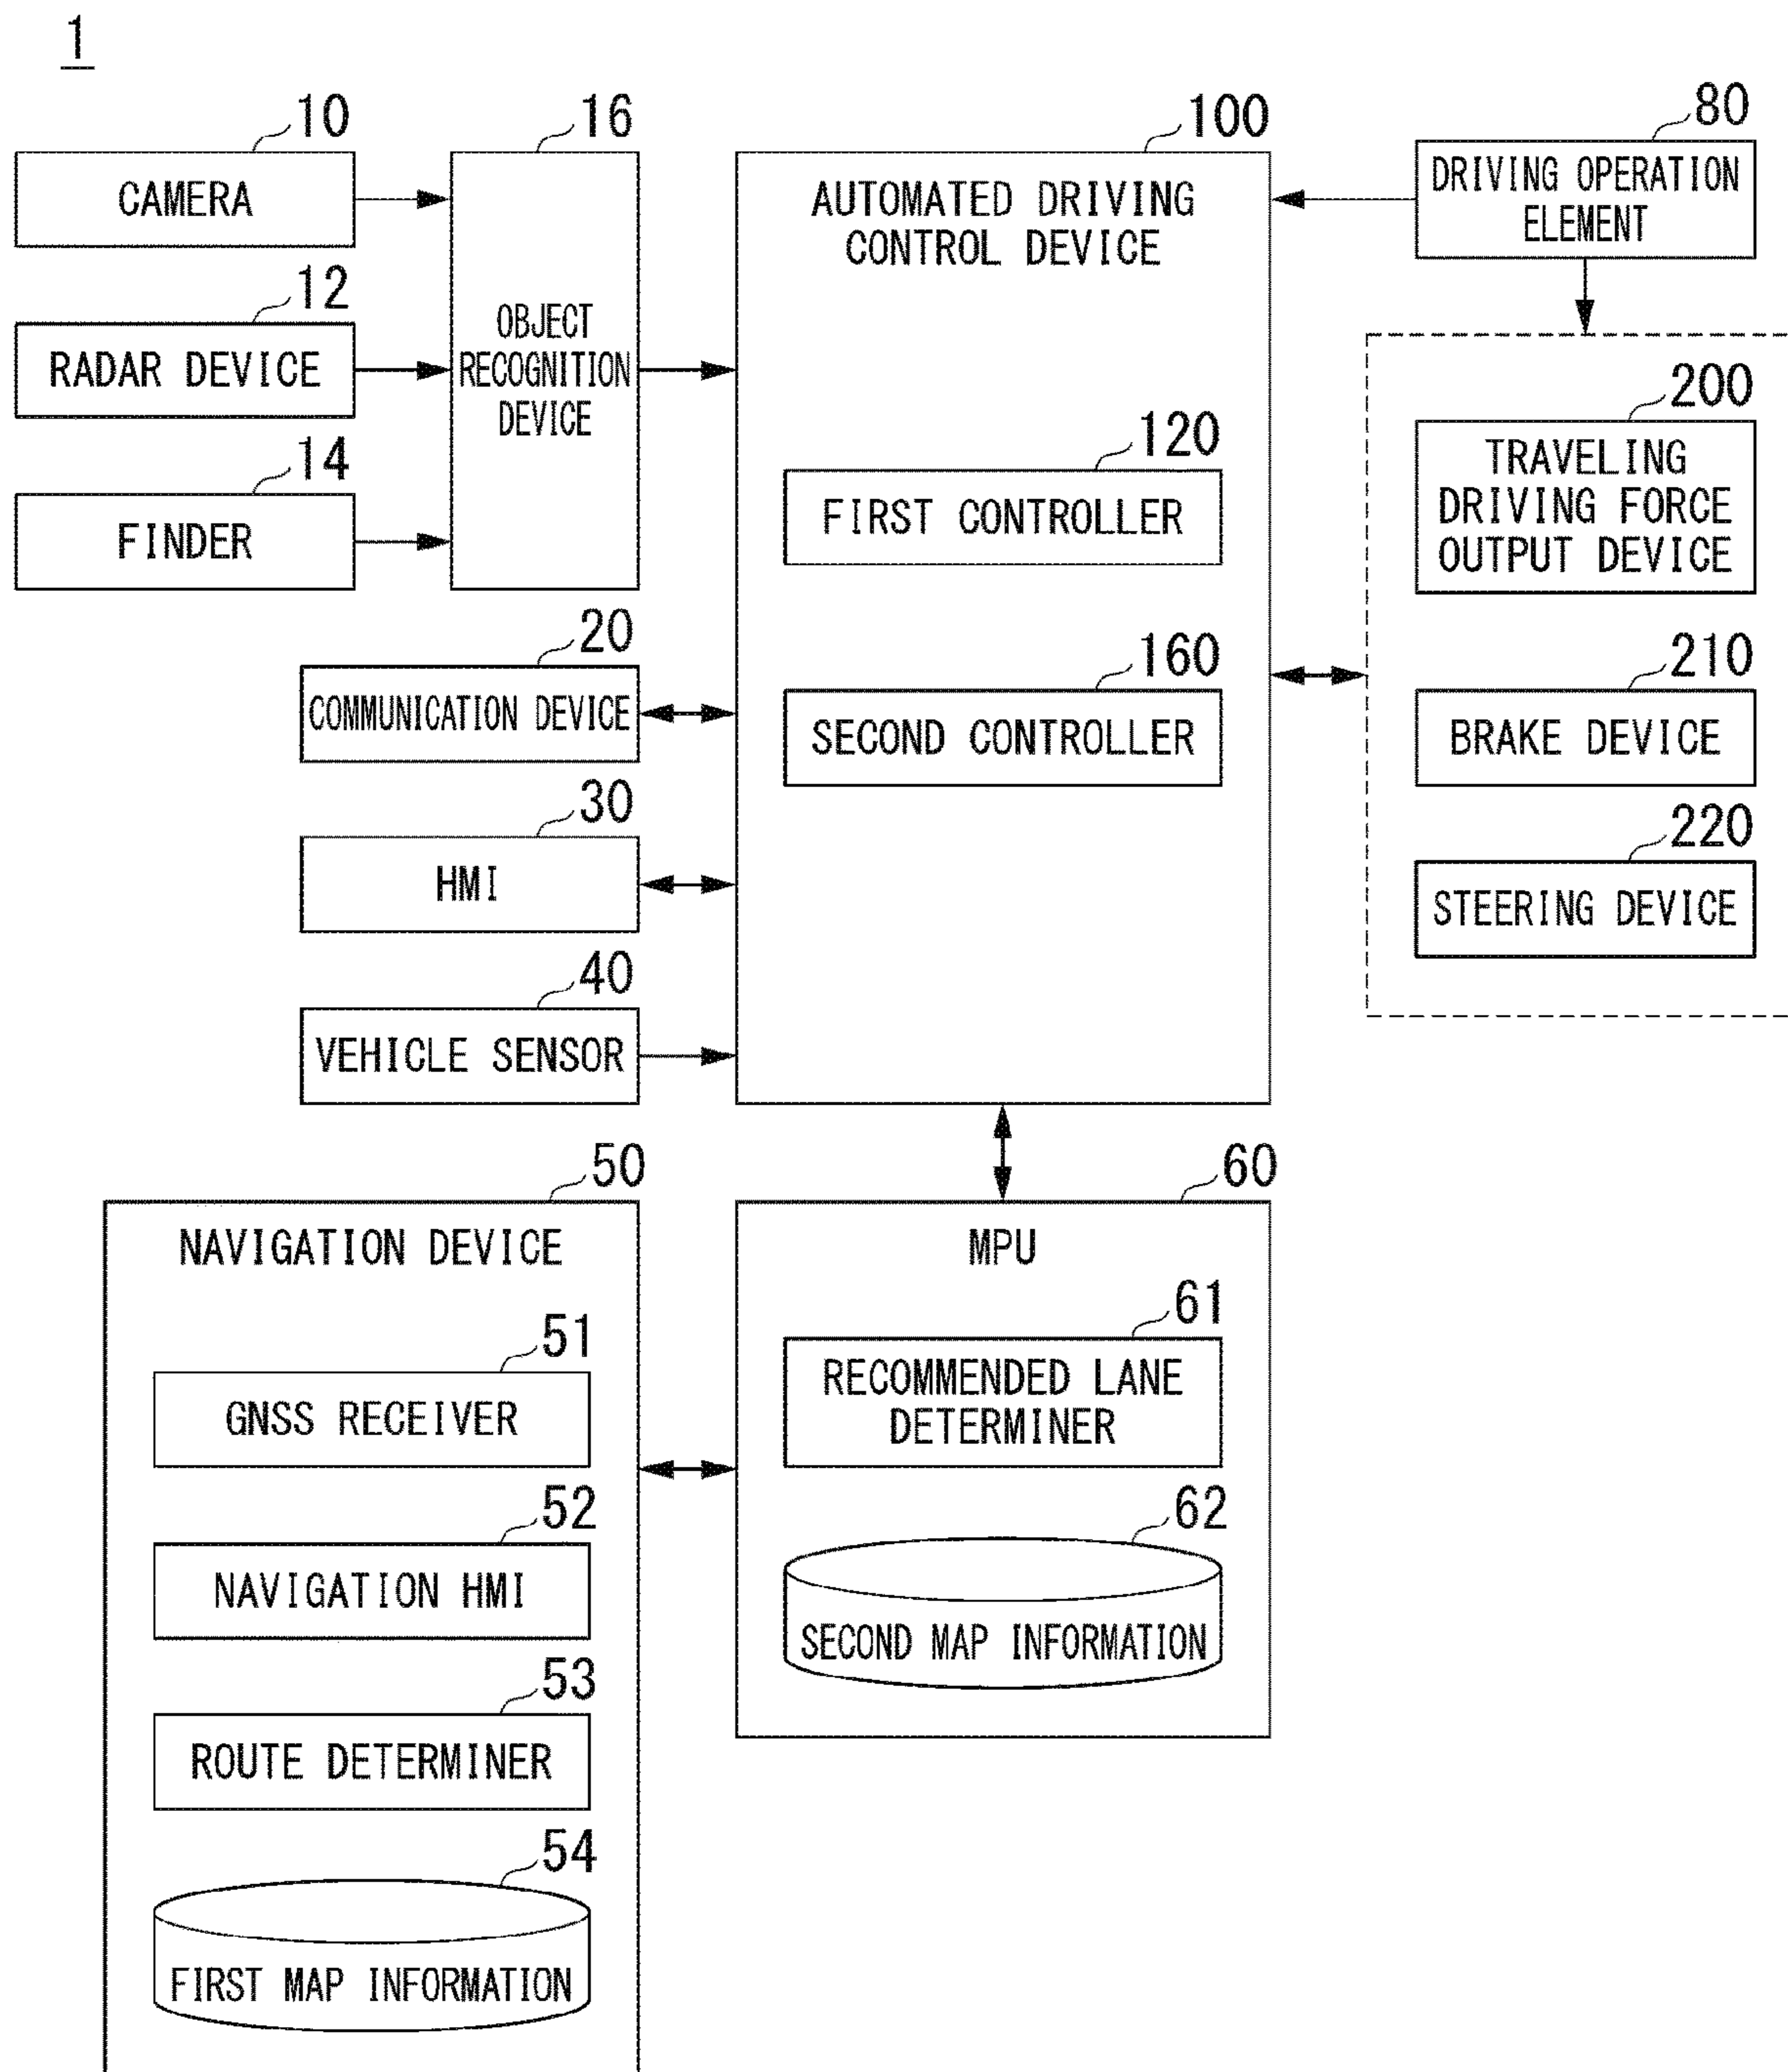 1
10
CAMERA
12
RADAR DEVICE
14
FINDER
16
OBJECT
RECOGNITION
DEVICE
20
COMMUNICATION DEVICE
30
HMI
40
VEHICLE SENSOR
100
AUTOMATED DRIVING
CONTROL DEVICE
120
FIRST CONTROLLER
160
SECOND CONTROLLER
80
DRIVING OPERATION
ELEMENT
200
TRAVELING
DRIVING FORCE
OUTPUT DEVICE
210
BRAKE DEVICE
220
STEERING DEVICE
50
NAVIGATION DEVICE
51
GNSS RECEIVER
52
NAVIGATION HMI
53
ROUTE DETERMINER
54
FIRST MAP INFORMATION
60
MPU
61
RECOMMENDED LANE
DETERMINER
62
SECOND MAP INFORMATION